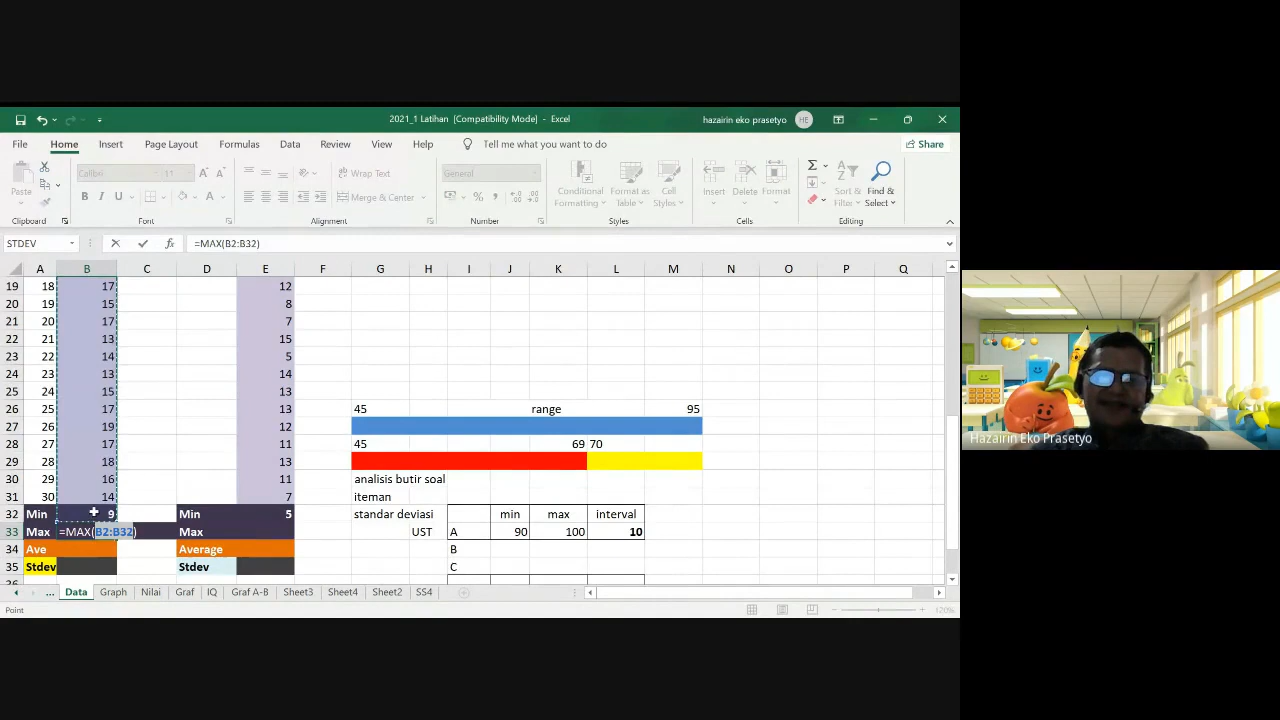 2021_1 Latihan [Compatibility Mode] - Excel
hazairin eko prasetyo HE
File Home Insert Page Layout Formulas Data Review View Help Tell me what you want to do Share
Calibri 11 A A Wrap Text General
Paste B I U A Merge & Center % , Conditional Formatting Format as Table Cell Styles Insert Delete Format Sort & Filter Find & Select
Clipboard Font Alignment Number Styles Cells Editing
STDEV fx =MAX(B2:B32)
A B C D E F G H I J K L M N O P Q
19 18 17 12
20 19 15 8
21 20 17 7
22 21 13 15
23 22 14 5
24 23 13 14
25 24 15 13
26 25 17 13 45 range 95
27 26 19 12
28 27 17 11 45 69 70
29 28 18 13
30 29 16 11 analisis butir soal
31 30 14 7 iteman
32 Min 9 Min 5 standar deviasi min max interval
33 Max =MAX(B2:B32) Max UST A 90 100 10
34 Ave Average B
35 Stdev Stdev C
... Data Graph Nilai Graf IQ Graf A-B Sheet3 Sheet4 Sheet2 SS4
Point 120%
Hazairin Eko Prasetyo